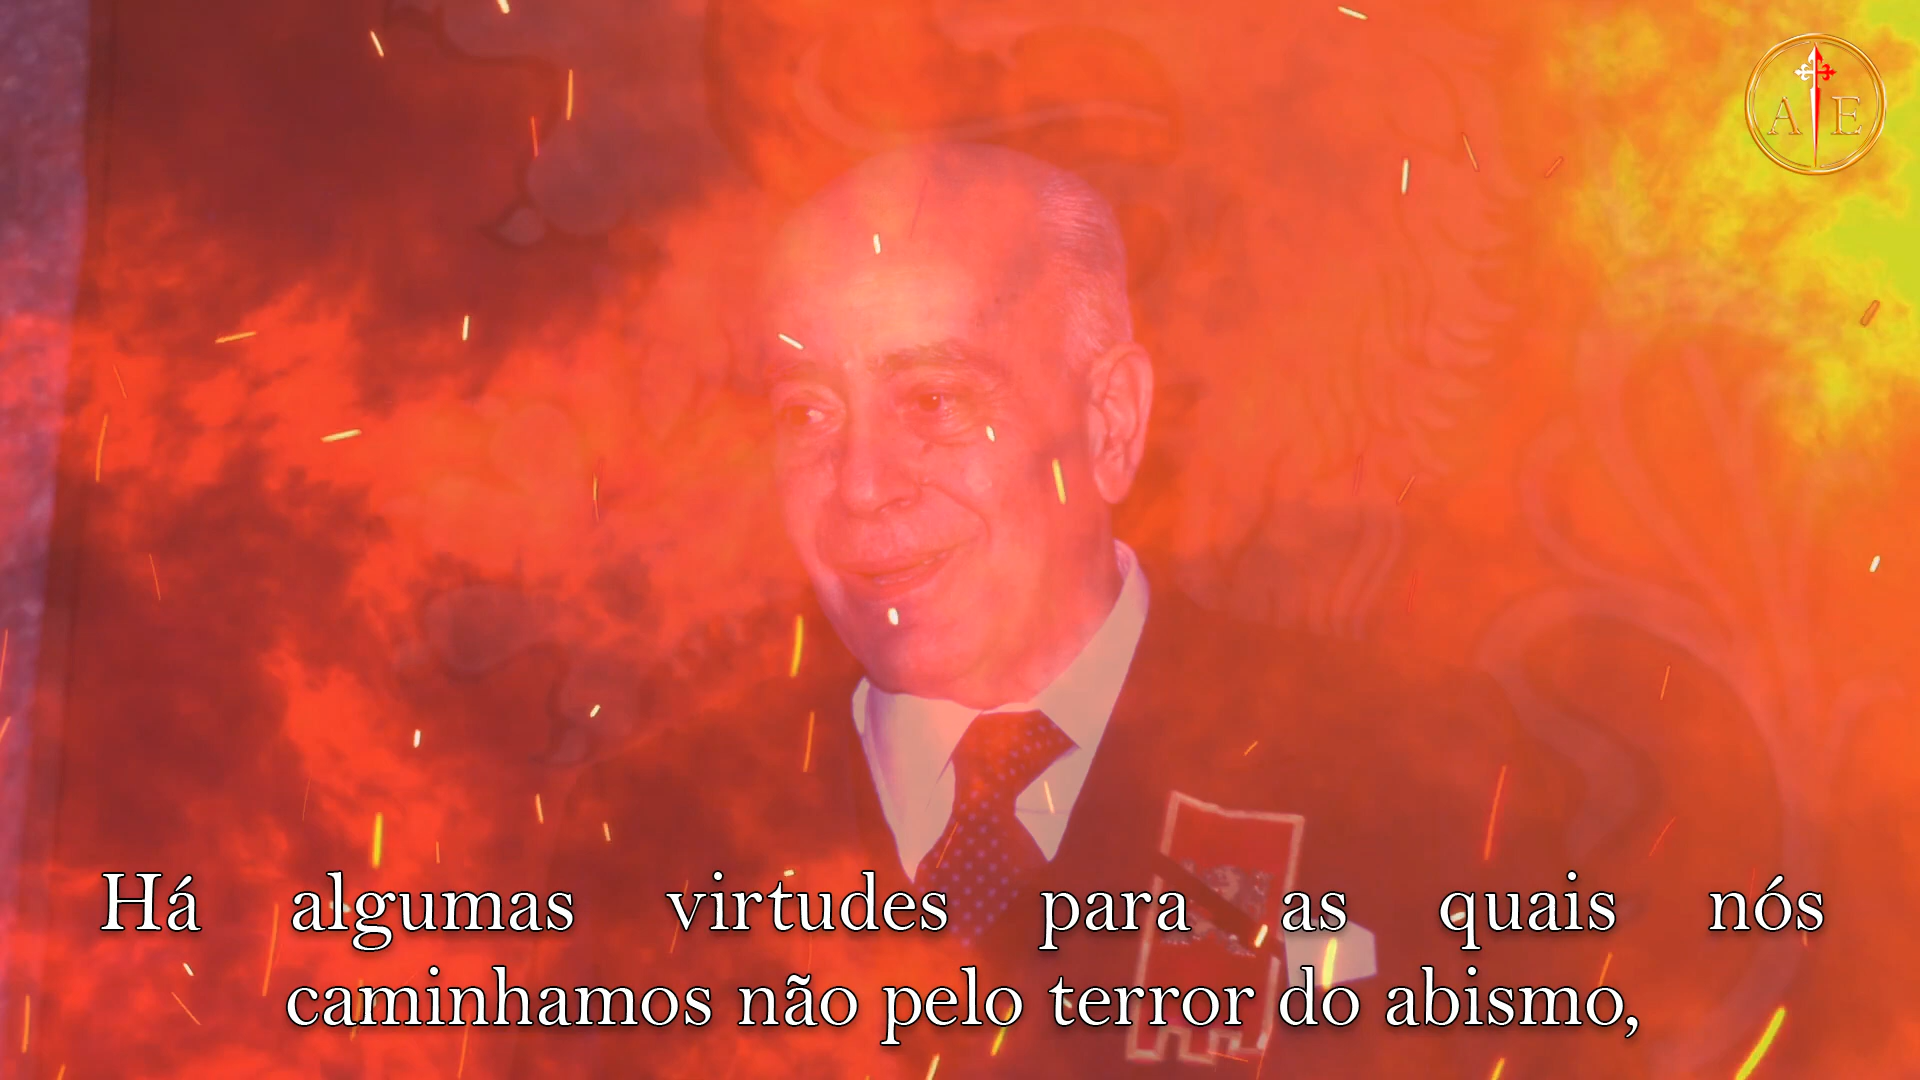 A E
Há algumas virtudes para as quais nós
caminhamos não pelo terror do abismo,